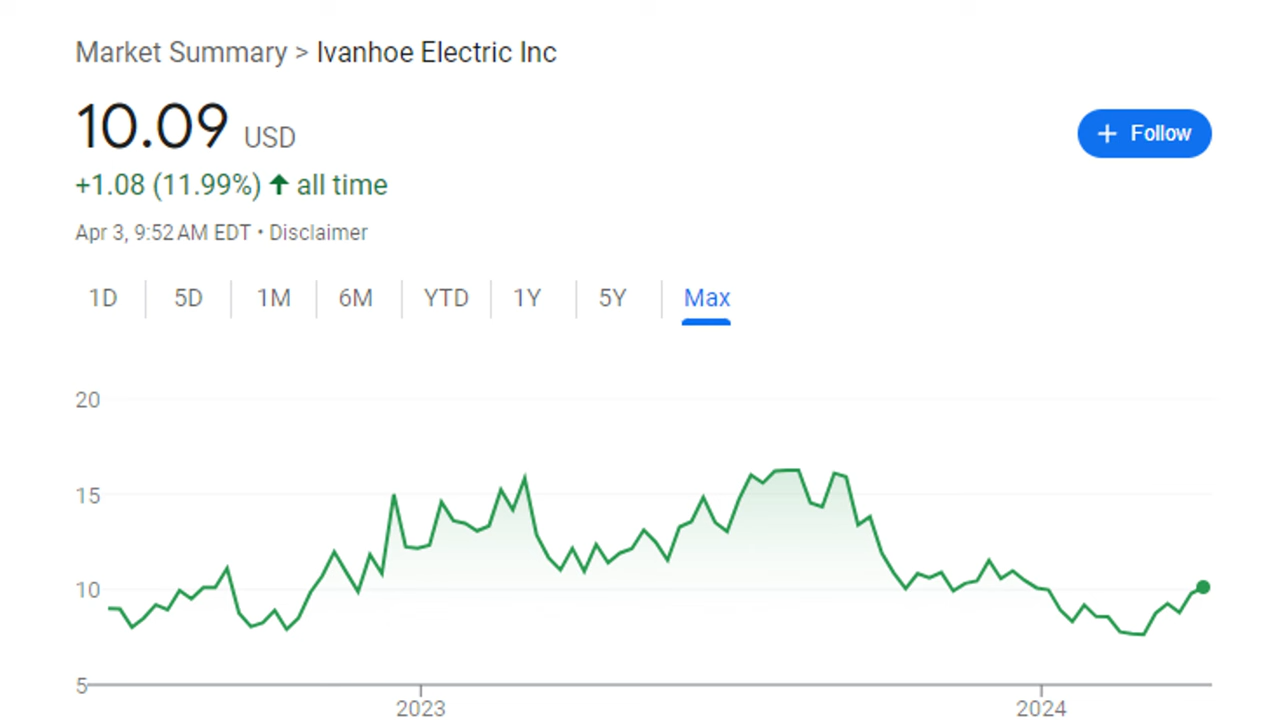 Market Summary > Ivanhoe Electric Inc
10.09 USD
+ Follow
+1.08 (11.99%) ↑ all time
Apr 3, 9:52 AM EDT • Disclaimer
1D 5D 1M 6M YTD 1Y 5Y Max
20
15
10
5
2023 2024